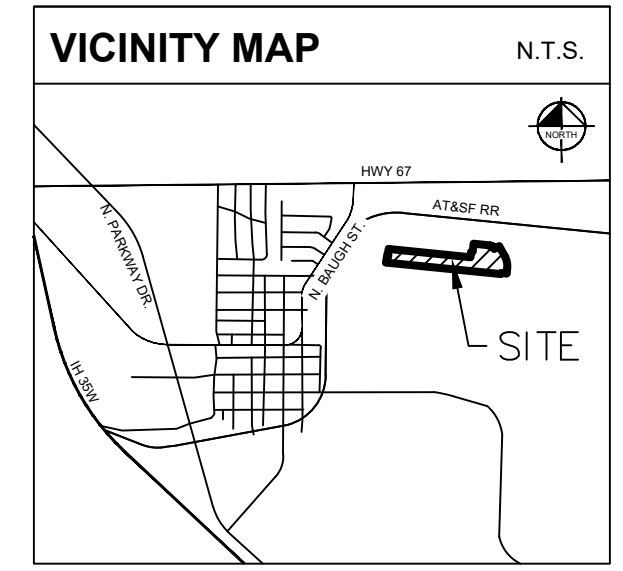 VICINITY MAP
N.T.S.
NORTH
HWY 67
AT&SF RR
N. PARKWAY DR.
N. BAUGH ST.
SITE
IH 35W